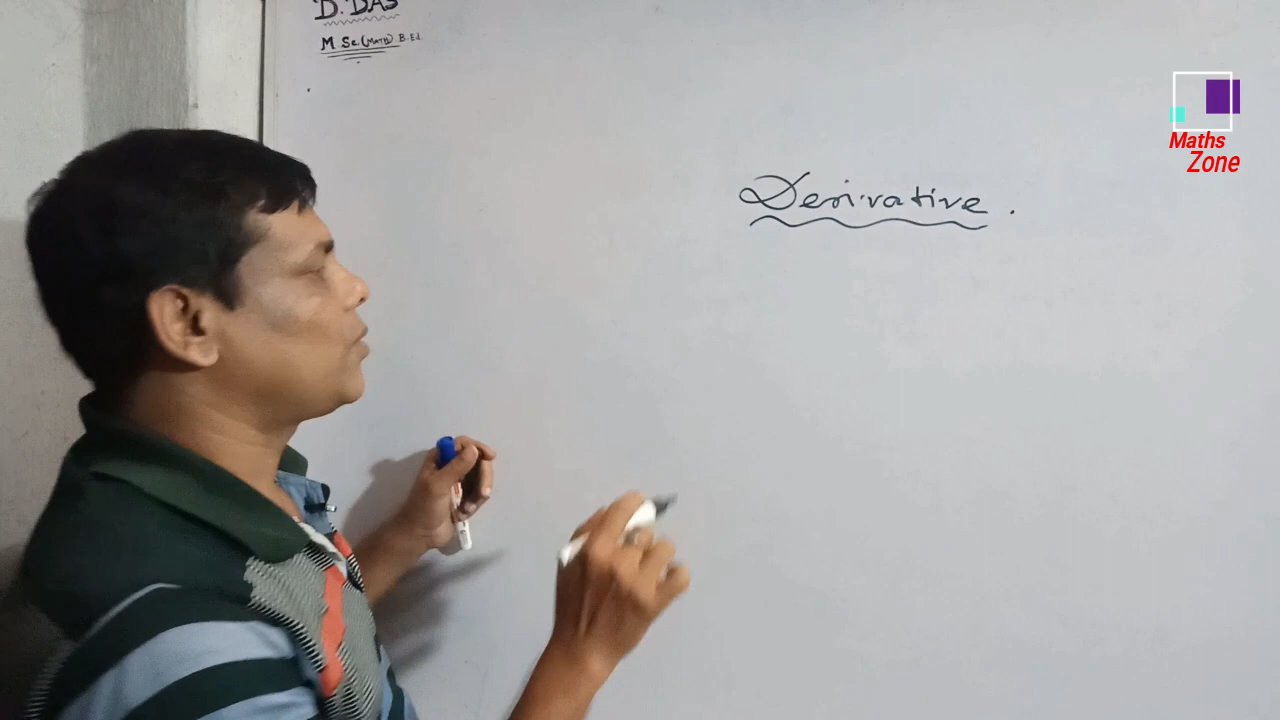 D. DAS
M Sc. (MATH) B.Ed.
Derivative.
Maths
Zone